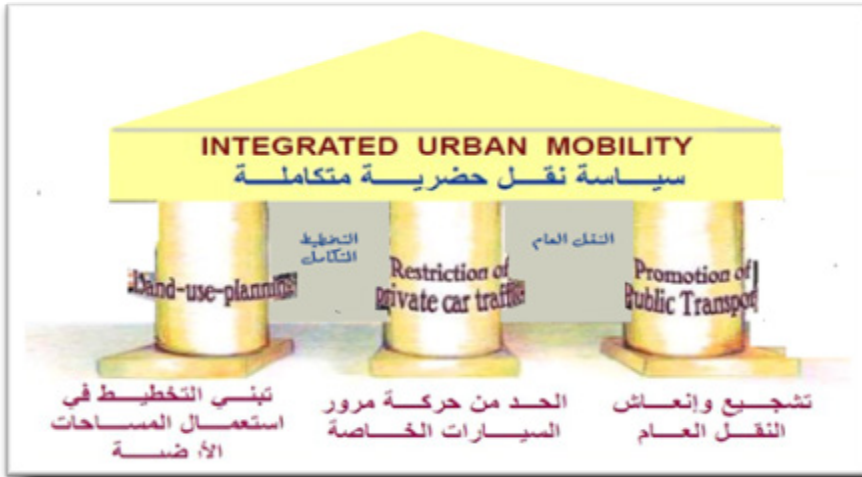 INTEGRATED URBAN MOBILITY
سياسة نقل حضرية متكاملة
النقل العام
التخطيط
التكامل
Land-use-planning
Restriction of
private car traffic
Promotion of
Public Transport
تشجيع وإنعاش
النقل العام
الحد من حركة مرور
السيارات الخاصة
تبني التخطيط في
استعمال المساحات
الأرضية